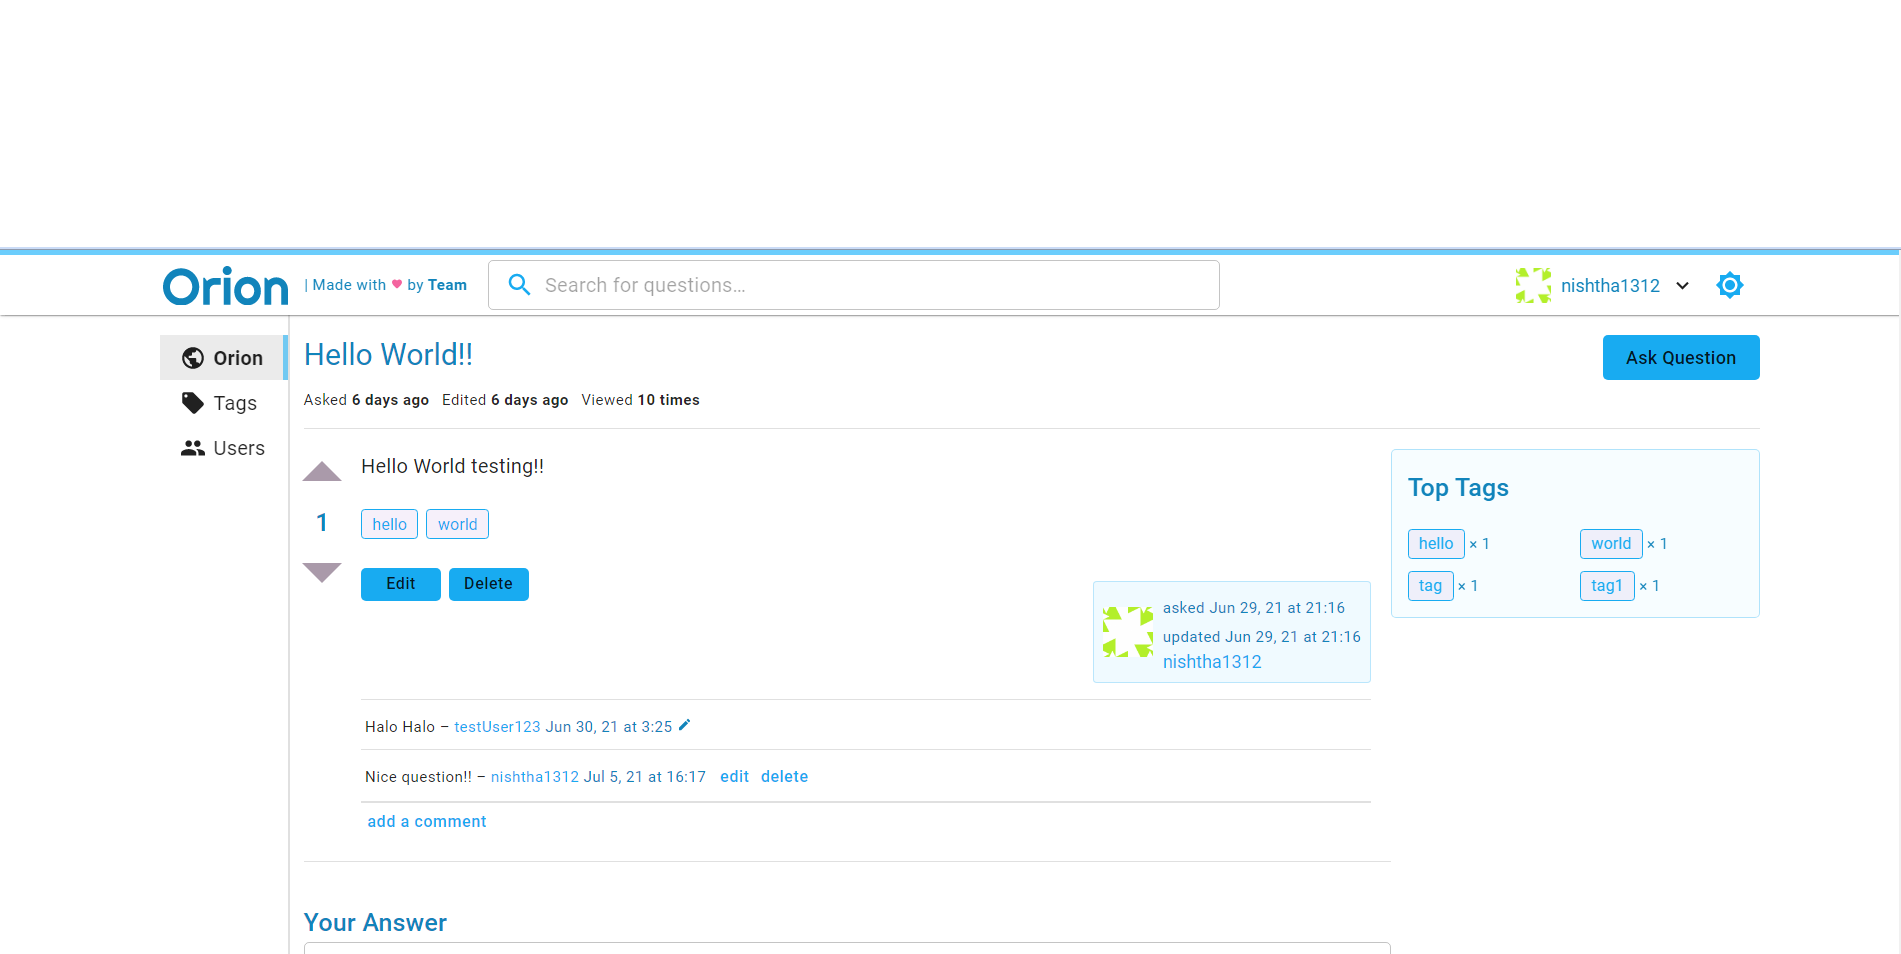 Orion | Made with by Team Search for questions... nishtha1312
Orion
Tags
Users
Hello World!!
Ask Question
Asked 6 days ago Edited 6 days ago Viewed 10 times
Hello World testing!!
1
hello world
Edit Delete
asked Jun 29, 21 at 21:16
updated Jun 29, 21 at 21:16
nishtha1312
Halo Halo – testUser123 Jun 30, 21 at 3:25
Nice question!! – nishtha1312 Jul 5, 21 at 16:17 edit delete
add a comment
Your Answer
Top Tags
hello × 1 world × 1
tag × 1 tag1 × 1